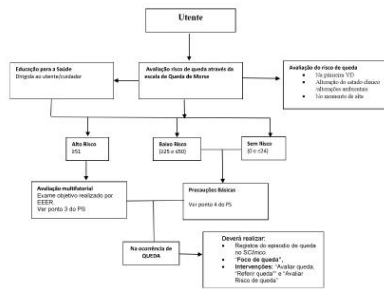 Utente
Educação para a Saúde
Dirigida ao utente/cuidador
Avaliação risco de queda através da
escala de Queda de Morse
Avaliação do risco de queda
• Na primeira VD
• Alteração do estado clínico
Alterações ambientais
• No momento de alta
Alto Risco
≥51
Baixo Risco
(≥25 e ≤50)
Sem Risco
(0 e ≤24)
Avaliação multifatorial
Exame objetivo realizado por
EEER.
Ver ponto 3 do PS
Precauções Básicas
Ver ponto 4 do PS
Na ocorrência de
QUEDA
Deverá realizar:
• Registos do episódio de queda
no SClínico.
• "Foco de queda",
• Intervenções: "Avaliar queda,
"Referir queda"" e "Avaliar
Risco de queda"